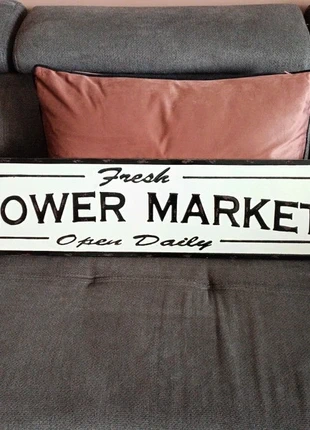 Fresh
OWER MARKET
Open Daily